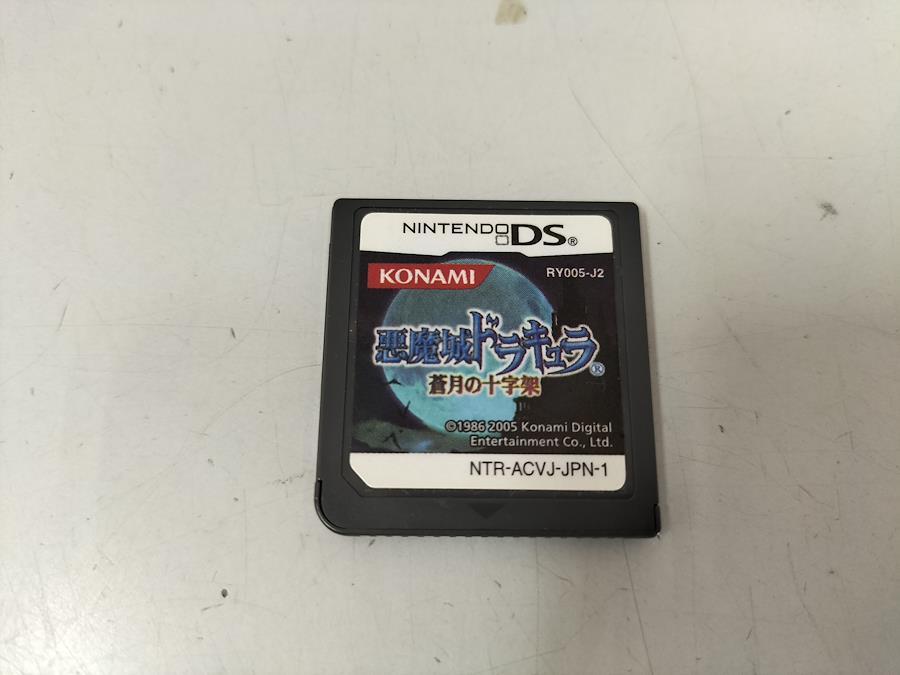 NINTENDO DS®
KONAMI
RY005-J2
悪魔城ドラキュラ®
蒼月の十字架
©1986 2005 Konami Digital
Entertainment Co., Ltd.
NTR-ACVJ-JPN-1